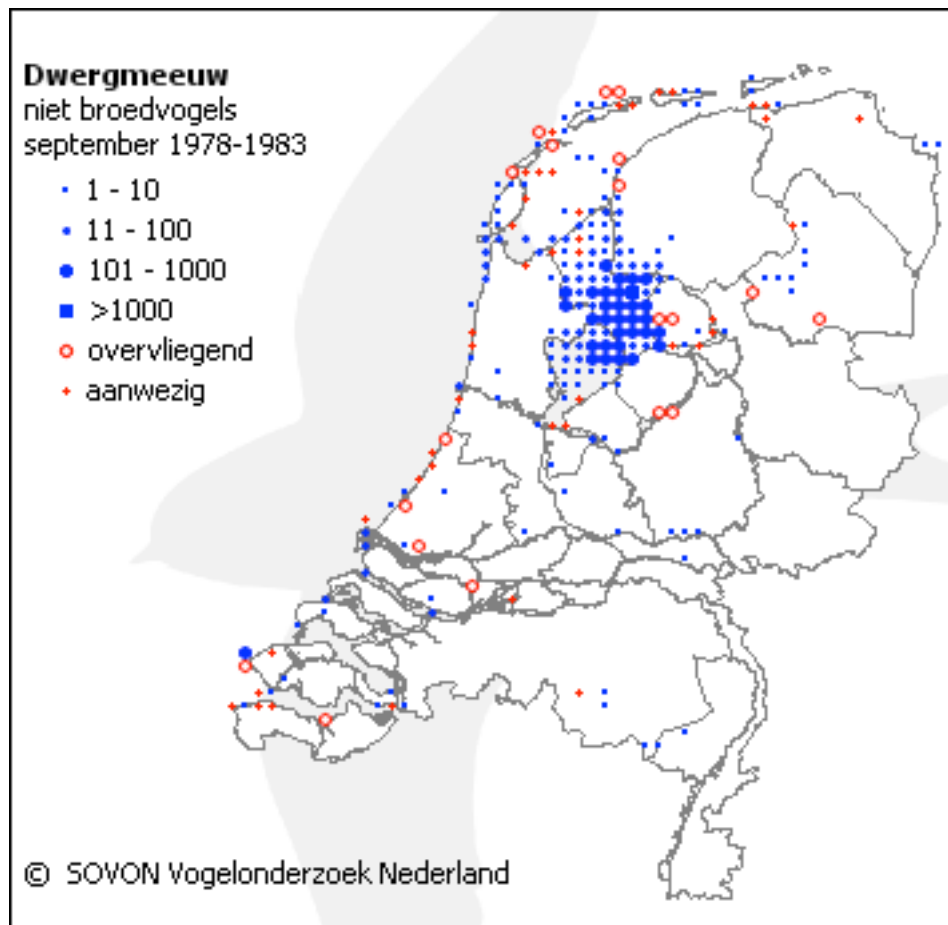 Dwergmeeuw
niet broedvogels
september 1978-1983
1 - 10
11 - 100
101 - 1000
>1000
overvliegend
aanwezig
© SOVON Vogelonderzoek Nederland